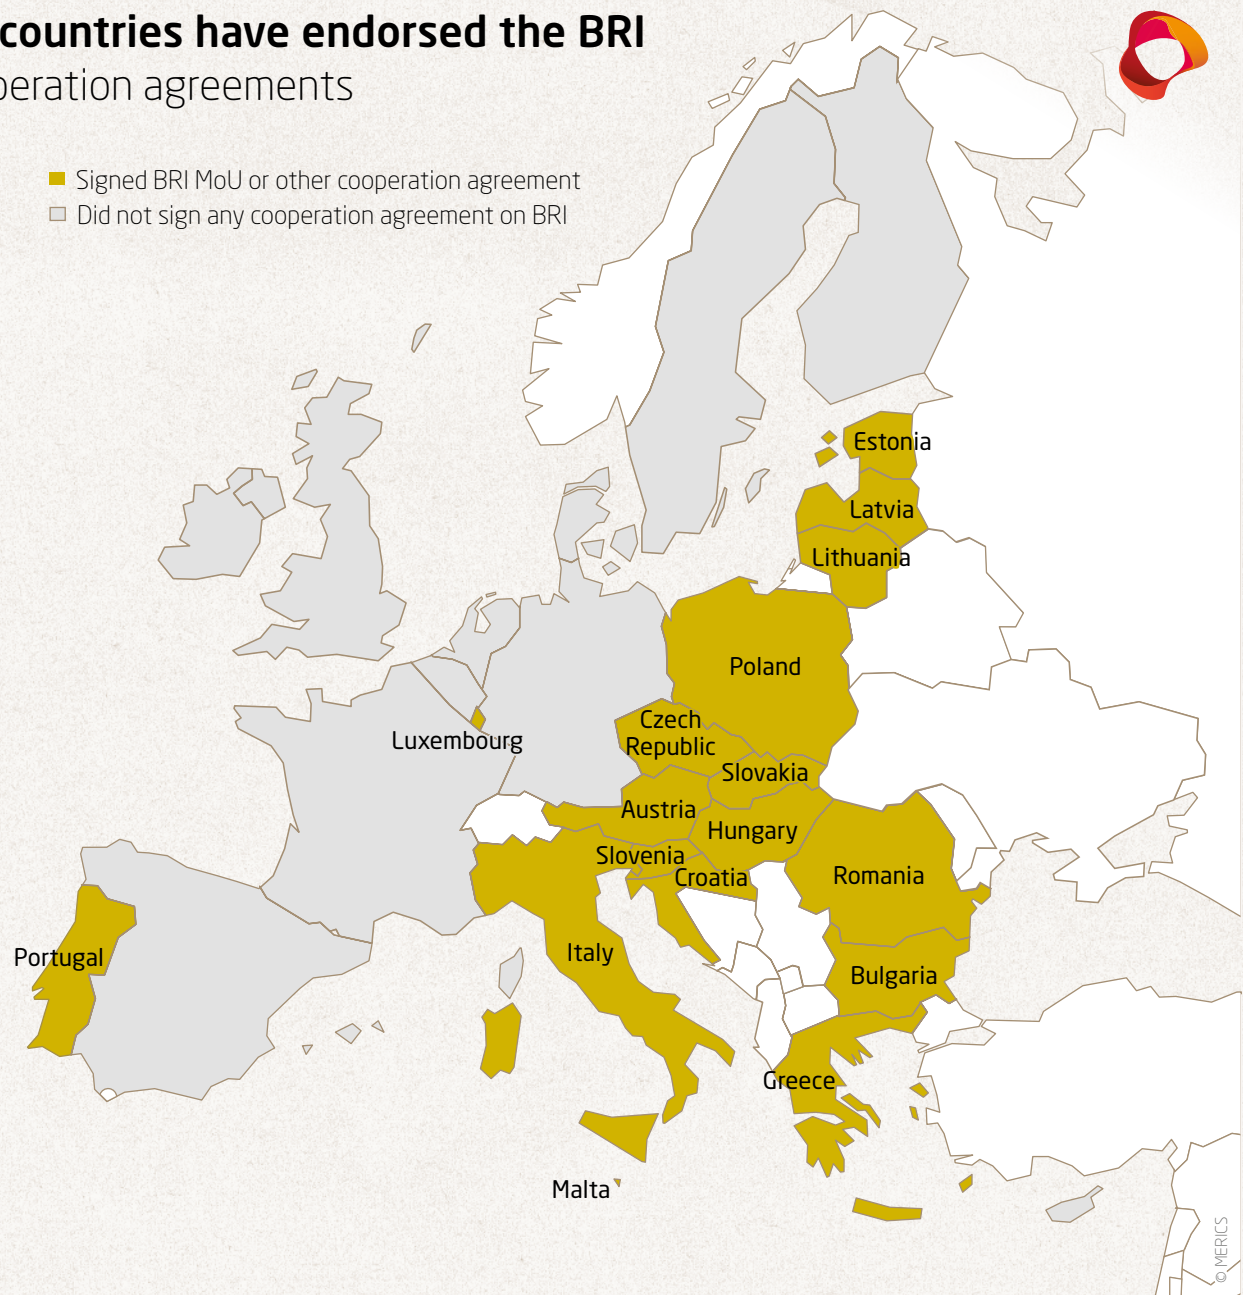 countries have endorsed the BRI
peration agreements
Signed BRI MoU or other cooperation agreement
Did not sign any cooperation agreement on BRI
Estonia
Latvia
Lithuania
Poland
Czech
Republic
Luxembourg
Slovakia
Austria
Hungary
Slovenia
Croatia
Romania
Portugal
Italy
Bulgaria
Greece
Malta
© MERICS